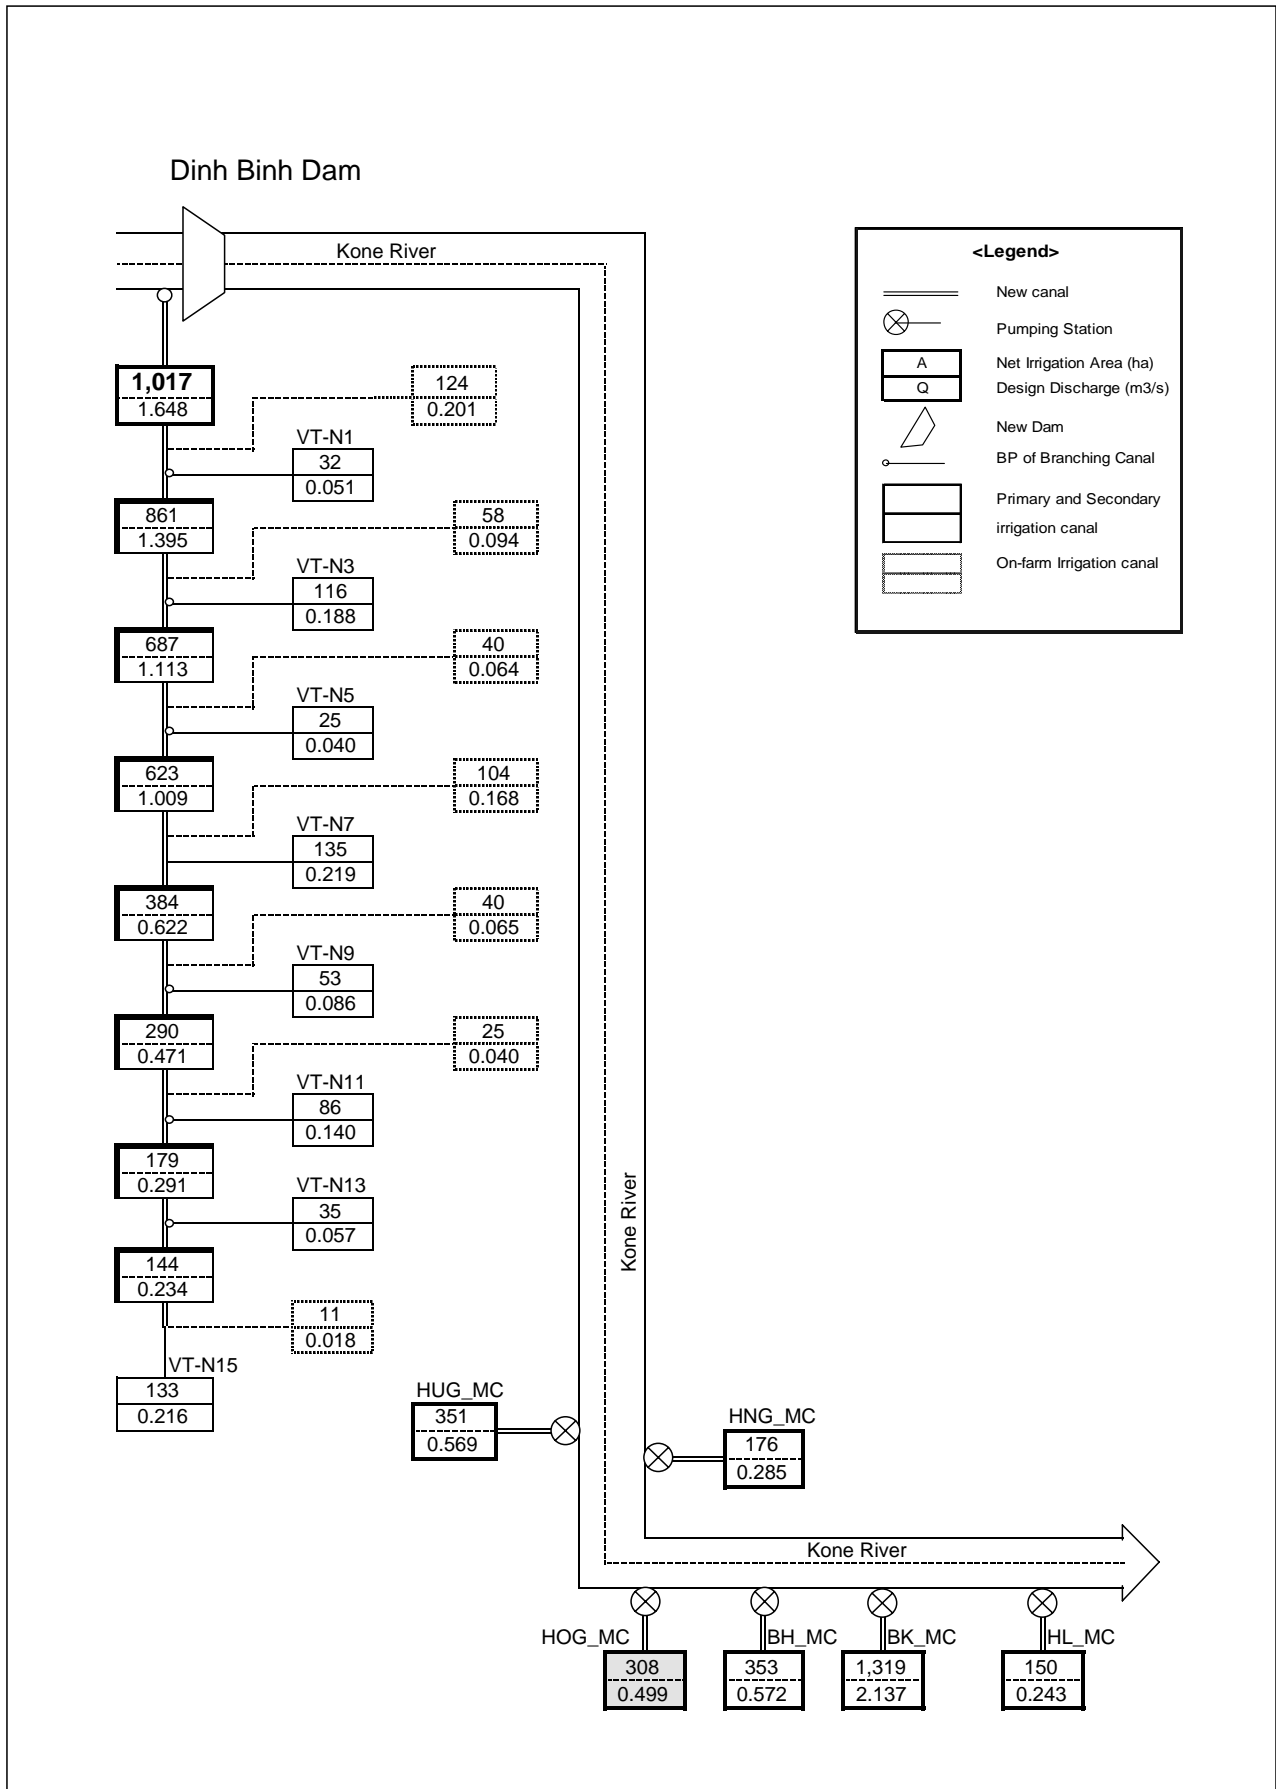 Dinh Binh Dam
Kone River
<Legend>
New canal
Pumping Station
A
Net Irrigation Area (ha)
Q
Design Discharge (m3/s)
New Dam
BP of Branching Canal
Primary and Secondary
irrigation canal
On-farm Irrigation canal
1,017
1.648
124
0.201
VT-N1
32
0.051
861
1.395
58
0.094
VT-N3
116
0.188
687
1.113
40
0.064
VT-N5
25
0.040
623
1.009
104
0.168
VT-N7
135
0.219
384
0.622
40
0.065
VT-N9
53
0.086
290
0.471
25
0.040
VT-N11
86
0.140
179
0.291
VT-N13
35
0.057
144
0.234
11
0.018
VT-N15
133
0.216
Kone River
HUG_MC
351
0.569
HNG_MC
176
0.285
Kone River
HOG_MC
308
0.499
BH_MC
353
0.572
BK_MC
1,319
2.137
HL_MC
150
0.243